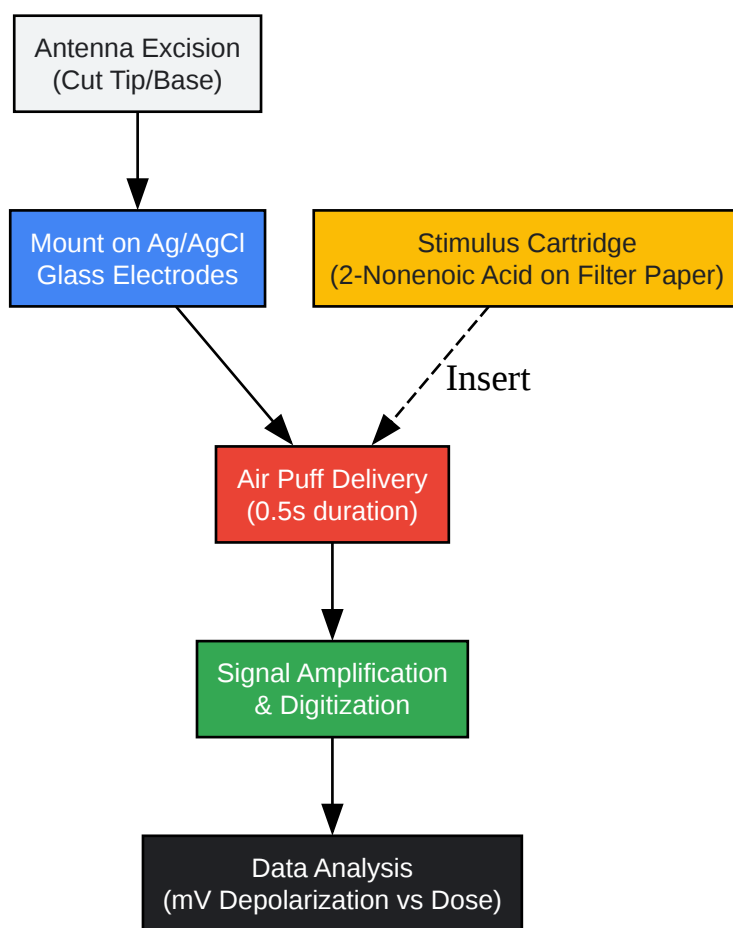 Antenna Excision
(Cut Tip/Base)
Mount on Ag/AgCl
Glass Electrodes
Stimulus Cartridge
(2-Nonenoic Acid on Filter Paper)
Insert
Air Puff Delivery
(0.5s duration)
Signal Amplification
& Digitization
Data Analysis
(mV Depolarization vs Dose)